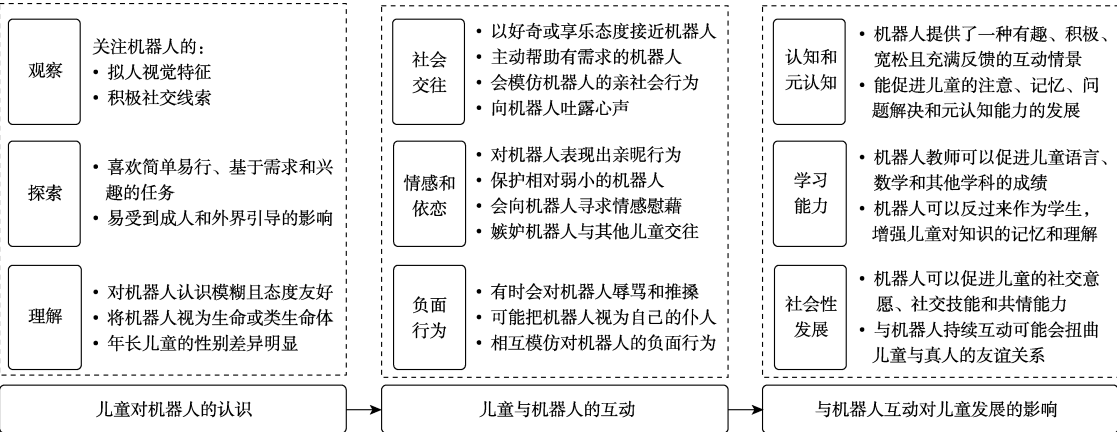 观察
关注机器人的:
• 拟人视觉特征
• 积极社交线索
探索
• 喜欢简单易行、基于需求和兴
趣的任务
• 易受到成人和外界引导的影响
理解
• 对机器人认识模糊且态度友好
• 将机器人视为生命或类生命体
• 年长儿童的性别差异明显
儿童对机器人的认识
社会
交往
• 以好奇或享乐态度接近机器人
• 主动帮助有需求的机器人
• 会模仿机器人的亲社会行为
• 向机器人吐露心声
情感和
依恋
• 对机器人表现出亲昵行为
• 保护相对弱小的机器人
• 会向机器人寻求情感慰藉
• 嫉妒机器人与其他儿童交往
负面
行为
• 有时会对机器人辱骂和推搡
• 可能把机器人视为自己的仆人
• 相互模仿对机器人的负面行为
儿童与机器人的互动
认知和
元认知
• 机器人提供了一种有趣、积极、
宽松且充满反馈的互动情景
• 能促进儿童的注意、记忆、问
题解决和元认知能力的发展
学习
能力
• 机器人教师可以促进儿童语言、
数学和其他学科的成绩
• 机器人可以反过来作为学生，
增强儿童对知识的记忆和理解
社会性
发展
• 机器人可以促进儿童的社交意
愿、社交技能和共情能力
• 与机器人持续互动可能会扭曲
儿童与真人的友谊关系
与机器人互动对儿童发展的影响